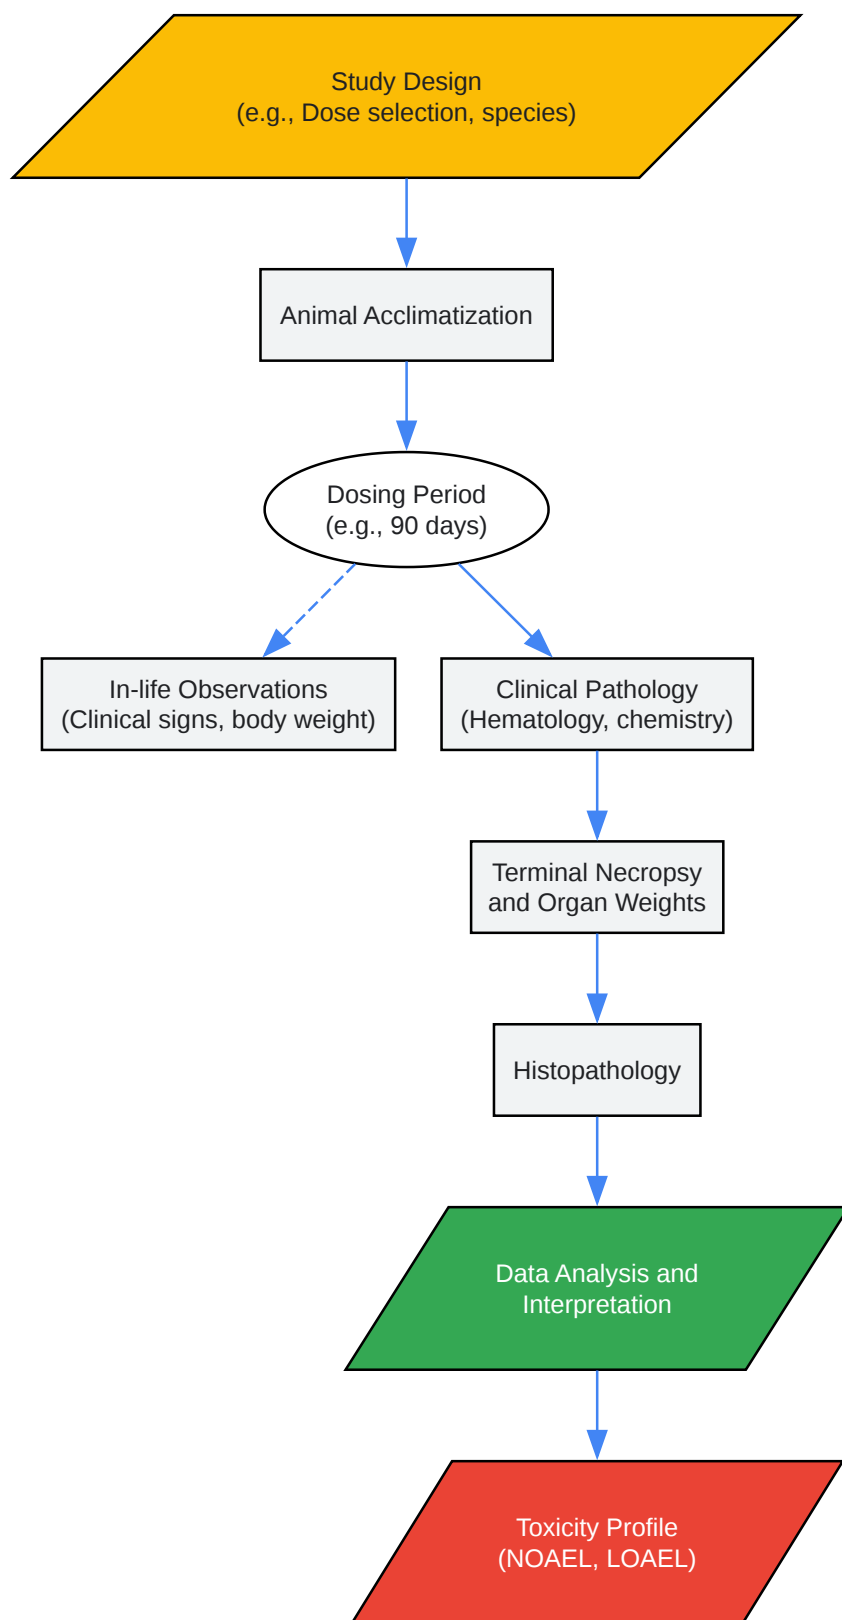 Study Design
(e.g., Dose selection, species)
Animal Acclimatization
Dosing Period
(e.g., 90 days)
In-life Observations
(Clinical signs, body weight)
Clinical Pathology
(Hematology, chemistry)
Terminal Necropsy
and Organ Weights
Histopathology
Data Analysis and
Interpretation
Toxicity Profile
(NOAEL, LOAEL)